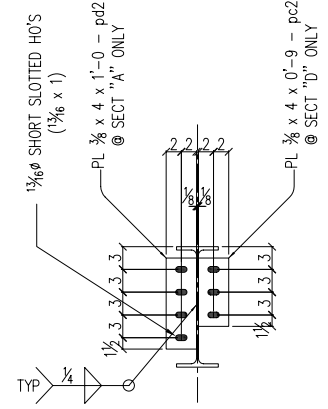 13/16ø SHORT SLOTTED HO'S
(13/16 x 1)
PL 3/8 x 4 x 1'-0 - pd2
@ SECT "A" ONLY
PL 3/8 x 4 x 0'-9 - pc2
@ SECT "D" ONLY
2 2 2 2
1/8 1/8
3 3 3 1 1/2
3 3 1 1/2
TYP 1/4